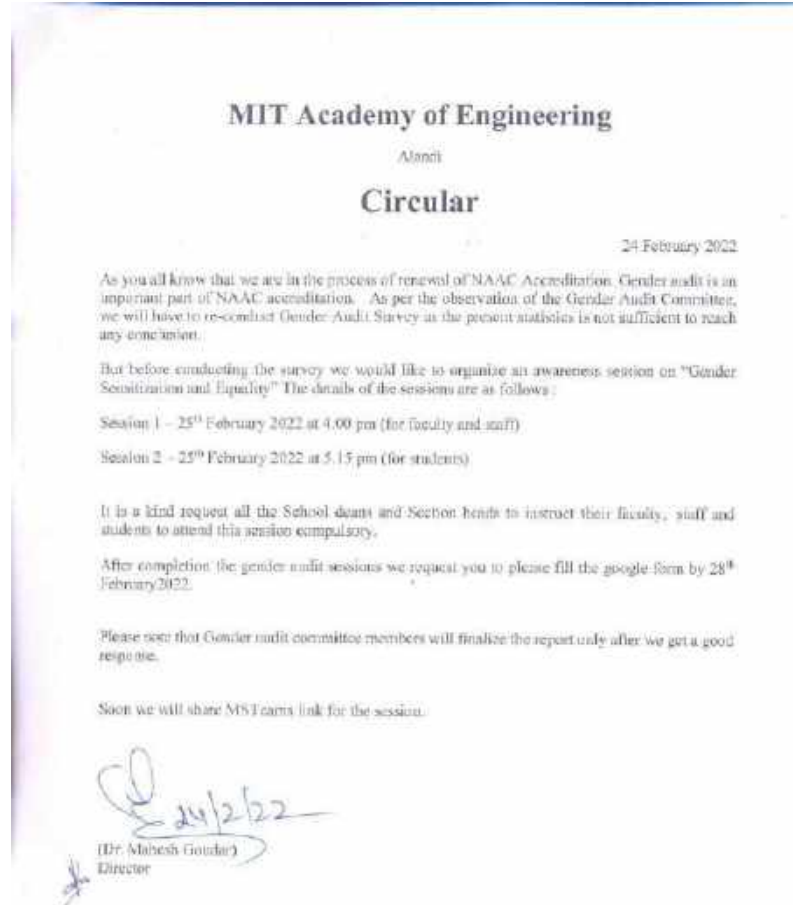 MIT Academy of Engineering
Alandi
Circular
24 February 2022
As you all know that we are in the process of renewal of NAAC Accreditation. Gender audit is an
important part of NAAC accreditation. As per the observation of the Gender Audit Committee,
we will have to re-conduct Gender Audit Survey as the present statistics is not sufficient to reach
any conclusion.
But before conducting the survey we would like to organize an awareness session on "Gender
Sensitization and Equality" The details of the sessions are as follows :
Session 1 – 25th February 2022 at 4.00 pm (for faculty and staff)
Session 2 – 25th February 2022 at 5.15 pm (for students)
It is a kind request all the School deans and Section heads to instruct their faculty, staff and
students to attend this session compulsory.
After completion the gender audit sessions we request you to please fill the google form by 28th
February2022.
Please note that Gender audit committee members will finalize the report only after we get a good
response.
Soon we will share MSTeams link for the session.
24/2/22
(Dr. Mahesh Goudar)
Director